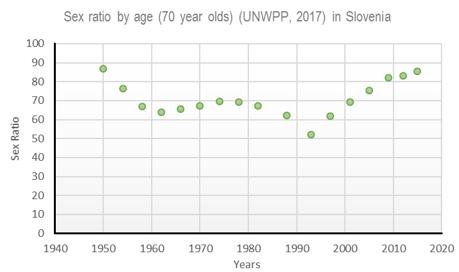 Sex ratio by age (70 year olds) (UNWPP, 2017) in Slovenia
100
90
80
70
60
50
40
30
20
10
0
Sex Ratio
1940 1950 1960 1970 1980 1990 2000 2010 2020
Years